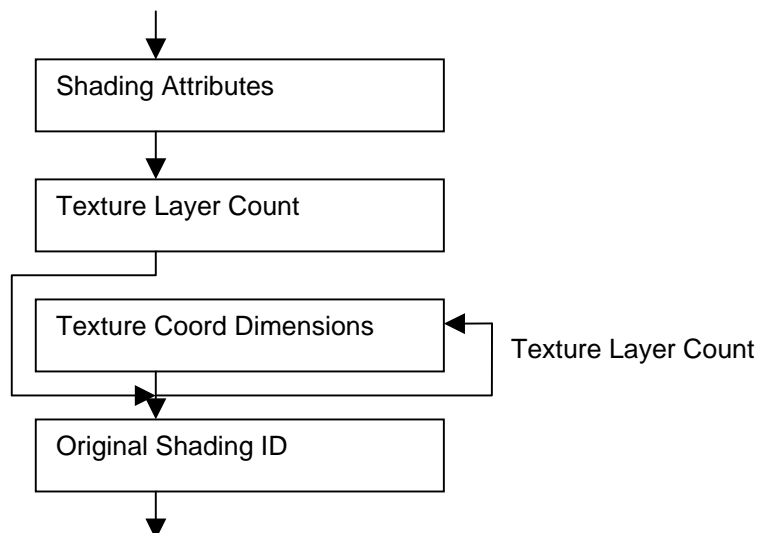 Shading Attributes
Texture Layer Count
Texture Coord Dimensions
Texture Layer Count
Original Shading ID